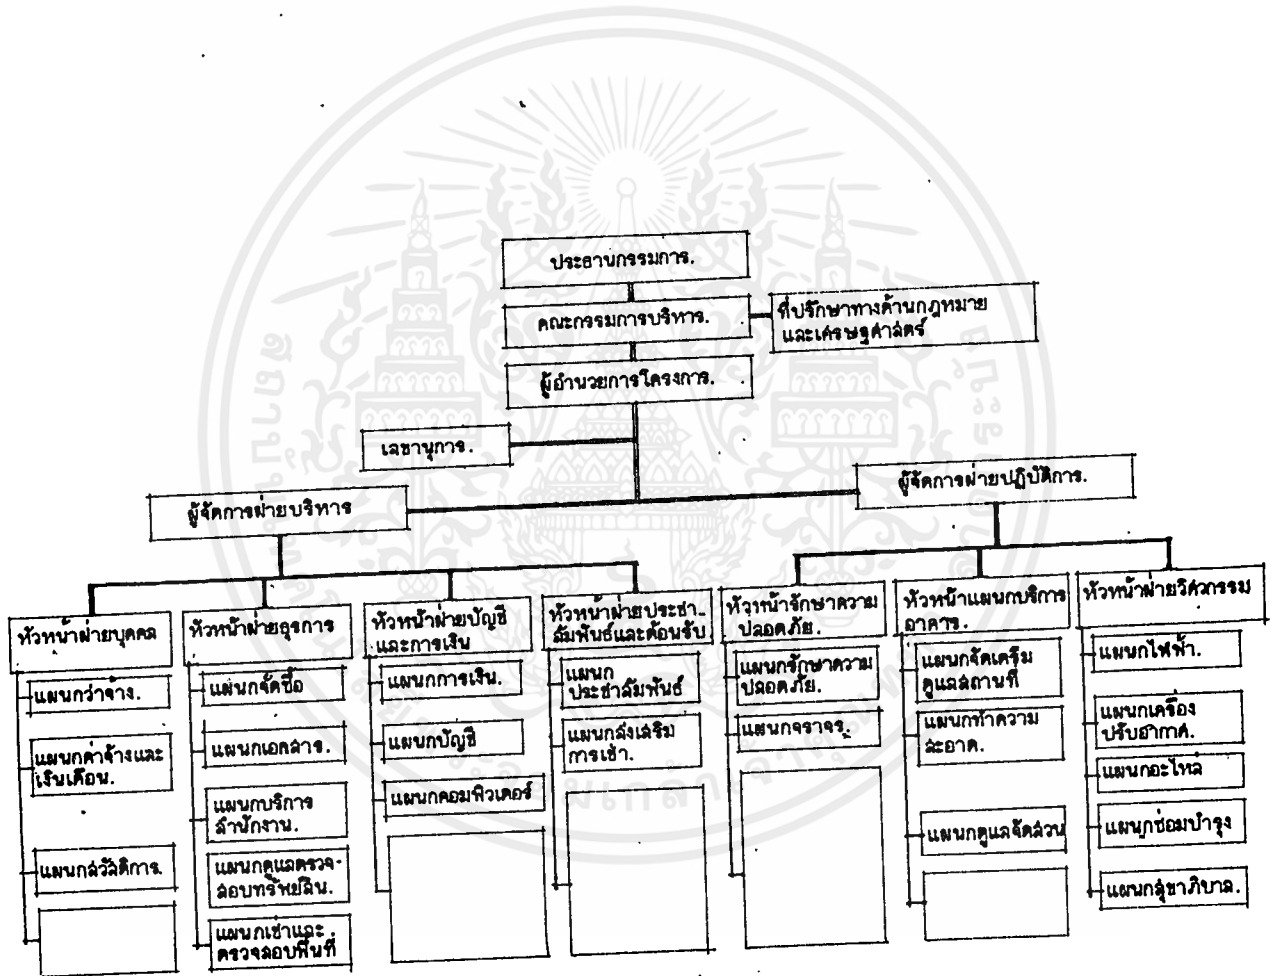 ประธานกรรมการ.
คณะกรรมการบริหาร.
ที่ปรึกษาทางด้านกฎหมาย
และเศรษฐศาสตร์
ผู้อำนวยการโครงการ.
เลขานุการ.
ผู้จัดการฝ่ายบริหาร
ผู้จัดการฝ่ายปฏิบัติการ.
หัวหน้าฝ่ายบุคคล
แผนกว่าจ้าง.
แผนกค่าจ้างและ
เงินเดือน.
แผนกสวัสดิการ.
หัวหน้าฝ่ายธุรการ
แผนกจัดซื้อ
แผนกเอกสาร.
แผนกบริการ
สำนักงาน.
แผนกดูแลตรวจ-
สอบทรัพย์สิน.
แผนกเช่าและ
ตรวจสอบพื้นที่
หัวหน้าฝ่ายบัญชี
และการเงิน
แผนกการเงิน.
แผนกบัญชี
แผนกคอมพิวเตอร์
หัวหน้าฝ่ายประชา-
สัมพันธ์และต้อนรับ
แผนก
ประชาสัมพันธ์
แผนกส่งเสริม
การเช่า.
หัวหน้ารักษาความ
ปลอดภัย.
แผนกรักษาความ
ปลอดภัย.
แผนกจราจร.
หัวหน้าแผนกบริการ
อาคาร.
แผนกจัดเตรียม
ดูแลสถานที่
แผนกทำความ
สะอาด.
แผนกดูแลจัดสวน
หัวหน้าฝ่ายวิศวกรรม
แผนกไฟฟ้า.
แผนกเครื่อง
ปรับอากาศ.
แผนกอะไหล่
แผนกซ่อมบำรุง
แผนกสุขาภิบาล.